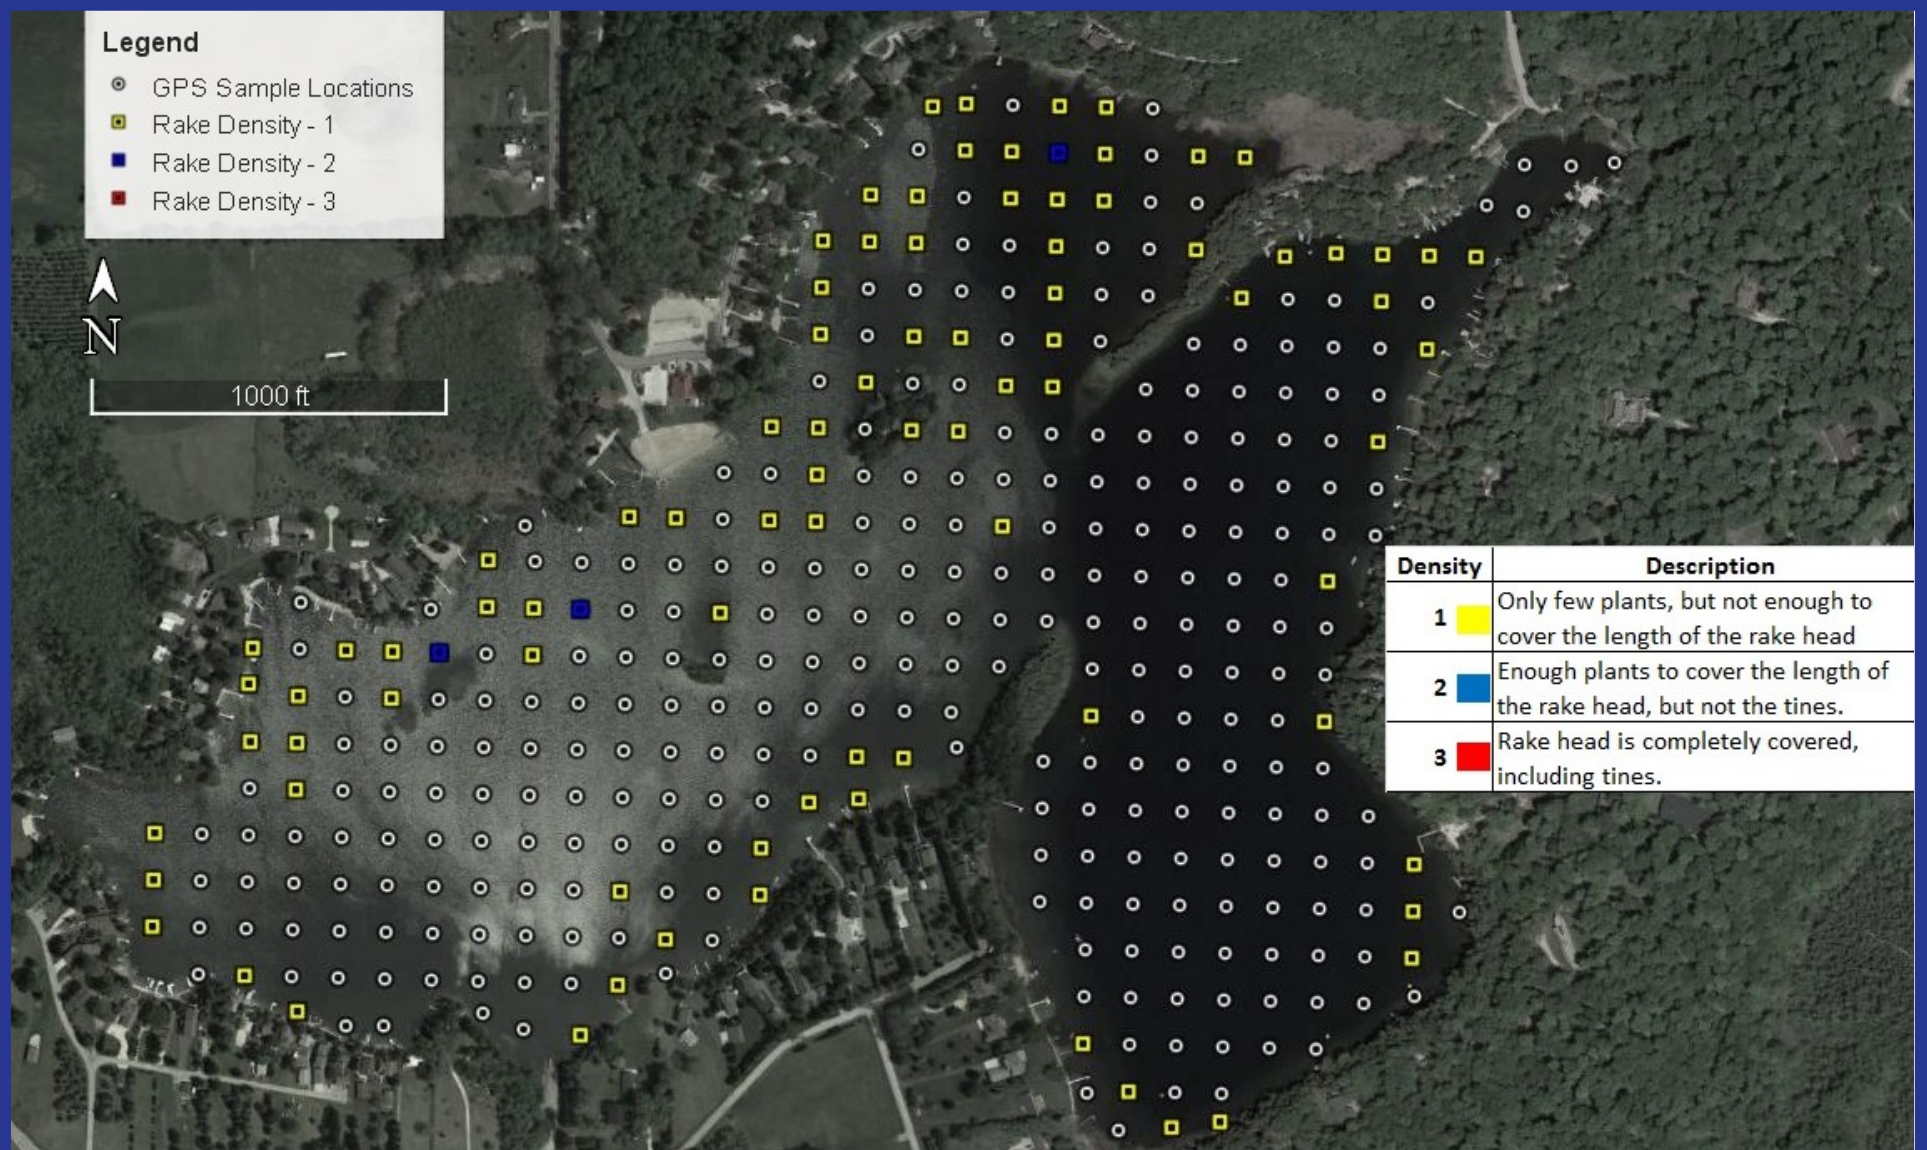 Legend
GPS Sample Locations
Rake Density - 1
Rake Density - 2
Rake Density - 3
N
1000 ft
Density Description
1 Only few plants, but not enough to
cover the length of the rake head
2 Enough plants to cover the length of
the rake head, but not the tines.
3 Rake head is completely covered,
including tines.